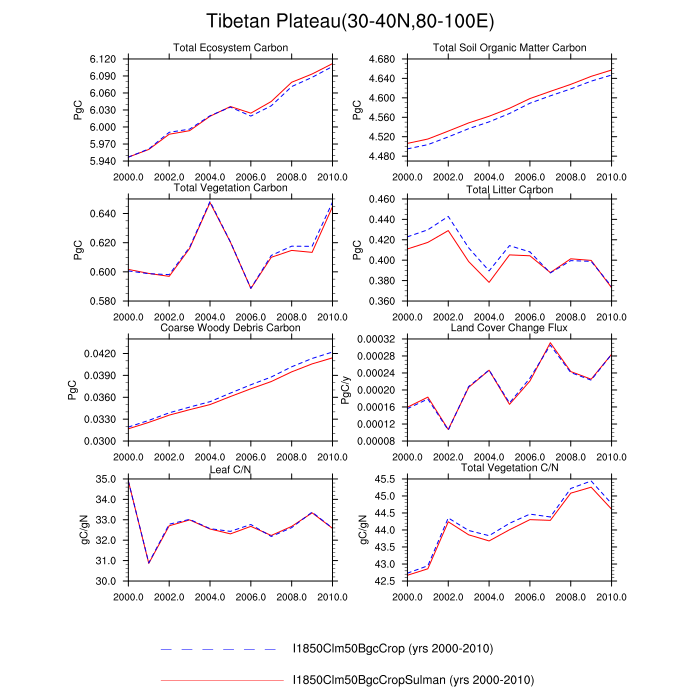 Tibetan Plateau(30-40N,80-100E)
Total Ecosystem Carbon
PgC
6.120
6.090
6.060
6.030
6.000
5.970
5.940
2000.0 2002.0 2004.0 2006.0 2008.0 2010.0
Total Soil Organic Matter Carbon
PgC
4.680
4.640
4.600
4.560
4.520
4.480
2000.0 2002.0 2004.0 2006.0 2008.0 2010.0
Total Vegetation Carbon
PgC
0.640
0.620
0.600
0.580
2000.0 2002.0 2004.0 2006.0 2008.0 2010.0
Total Litter Carbon
PgC
0.460
0.440
0.420
0.400
0.380
0.360
2000.0 2002.0 2004.0 2006.0 2008.0 2010.0
Coarse Woody Debris Carbon
PgC
0.0420
0.0390
0.0360
0.0330
0.0300
2000.0 2002.0 2004.0 2006.0 2008.0 2010.0
Land Cover Change Flux
PgC/y
0.00032
0.00028
0.00024
0.00020
0.00016
0.00012
0.00008
2000.0 2002.0 2004.0 2006.0 2008.0 2010.0
Leaf C/N
gC/gN
35.0
34.0
33.0
32.0
31.0
30.0
2000.0 2002.0 2004.0 2006.0 2008.0 2010.0
Total Vegetation C/N
gC/gN
45.5
45.0
44.5
44.0
43.5
43.0
42.5
2000.0 2002.0 2004.0 2006.0 2008.0 2010.0
I1850Clm50BgcCrop (yrs 2000-2010)
I1850Clm50BgcCropSulman (yrs 2000-2010)